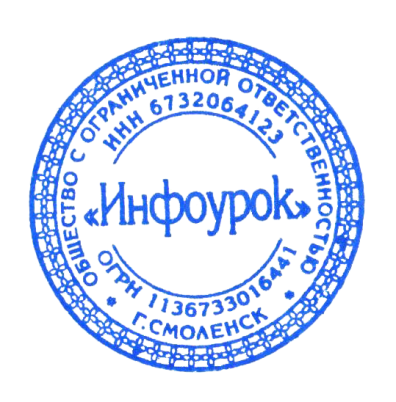 ОБЩЕСТВО С ОГРАНИЧЕННОЙ ОТВЕТСТВЕННОСТЬЮ
ИНН 6732064123
«Инфоурок»
ОГРН 1136733016441
* Г.СМОЛЕНСК *